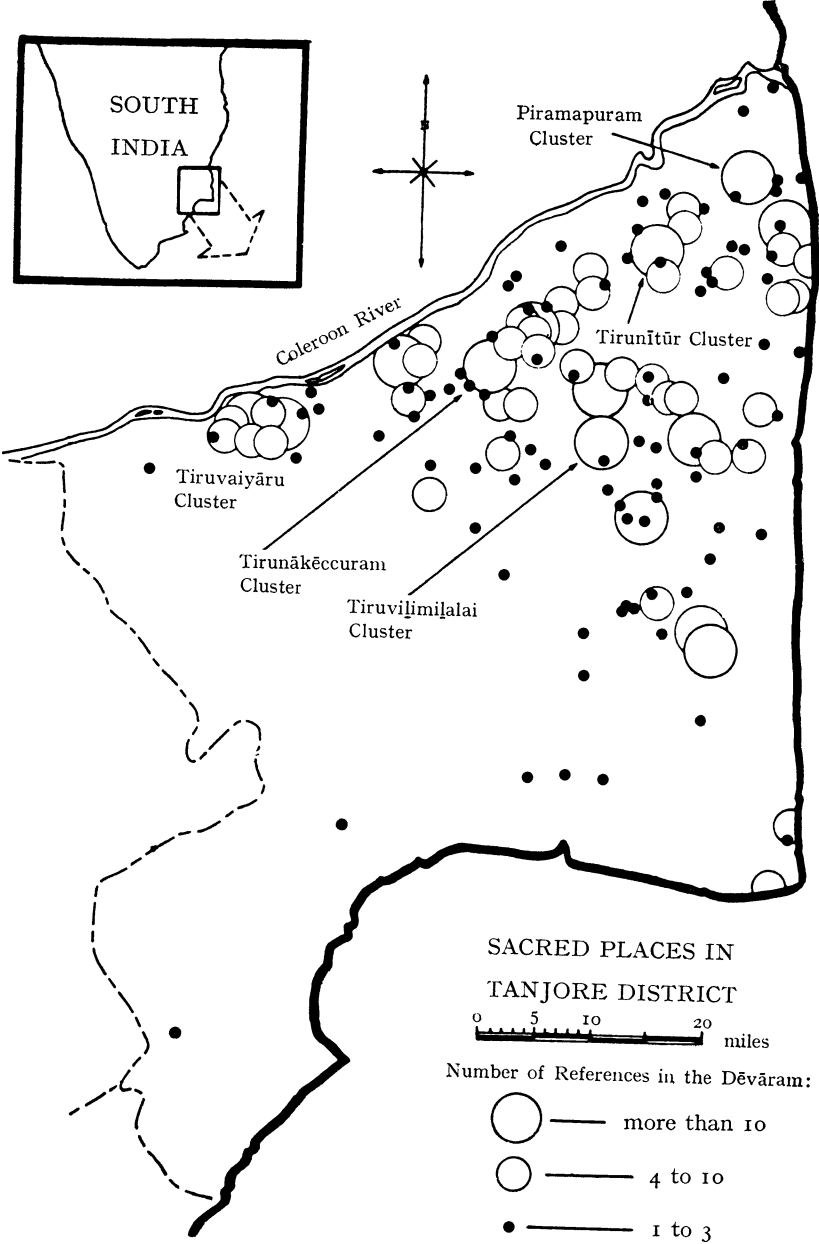 SOUTH
INDIA
N
Piramapuram
Cluster
Coleroon River
Tirunītūr Cluster
Tiruvaiyāru
Cluster
Tirunākēccuram
Cluster
Tiruviḻimiḻalai
Cluster
SACRED PLACES IN
TANJORE DISTRICT
0 5 10 20
miles
Number of References in the Dēvāram:
more than 10
4 to 10
1 to 3